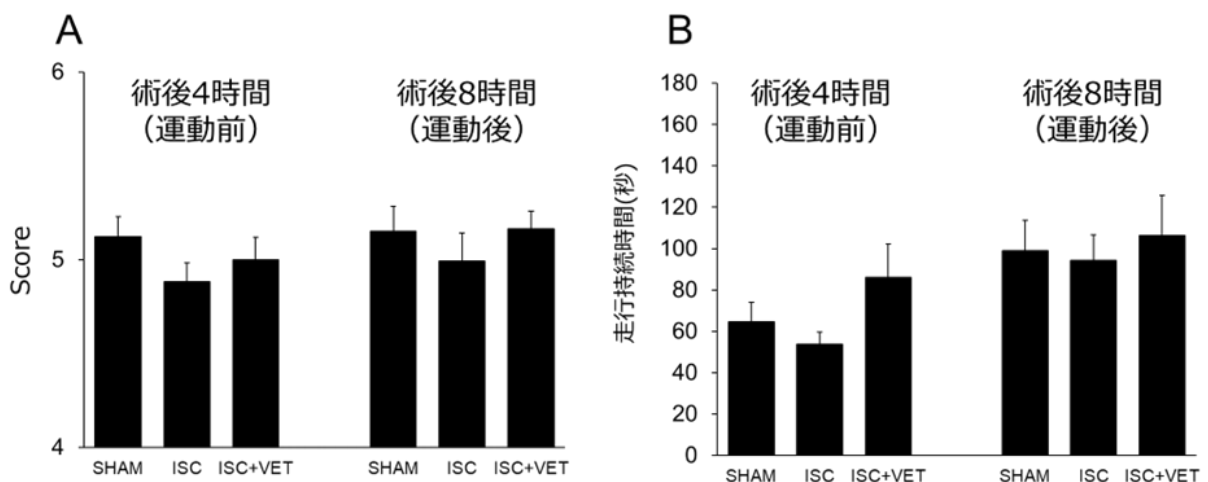 A
6
5
4
Score
術後4時間
（運動前）
術後8時間
（運動後）
SHAM ISC ISC+VET SHAM ISC ISC+VET
B
180
160
140
120
100
80
60
40
20
0
走行持続時間(秒)
術後4時間
（運動前）
術後8時間
（運動後）
SHAM ISC ISC+VET SHAM ISC ISC+VET